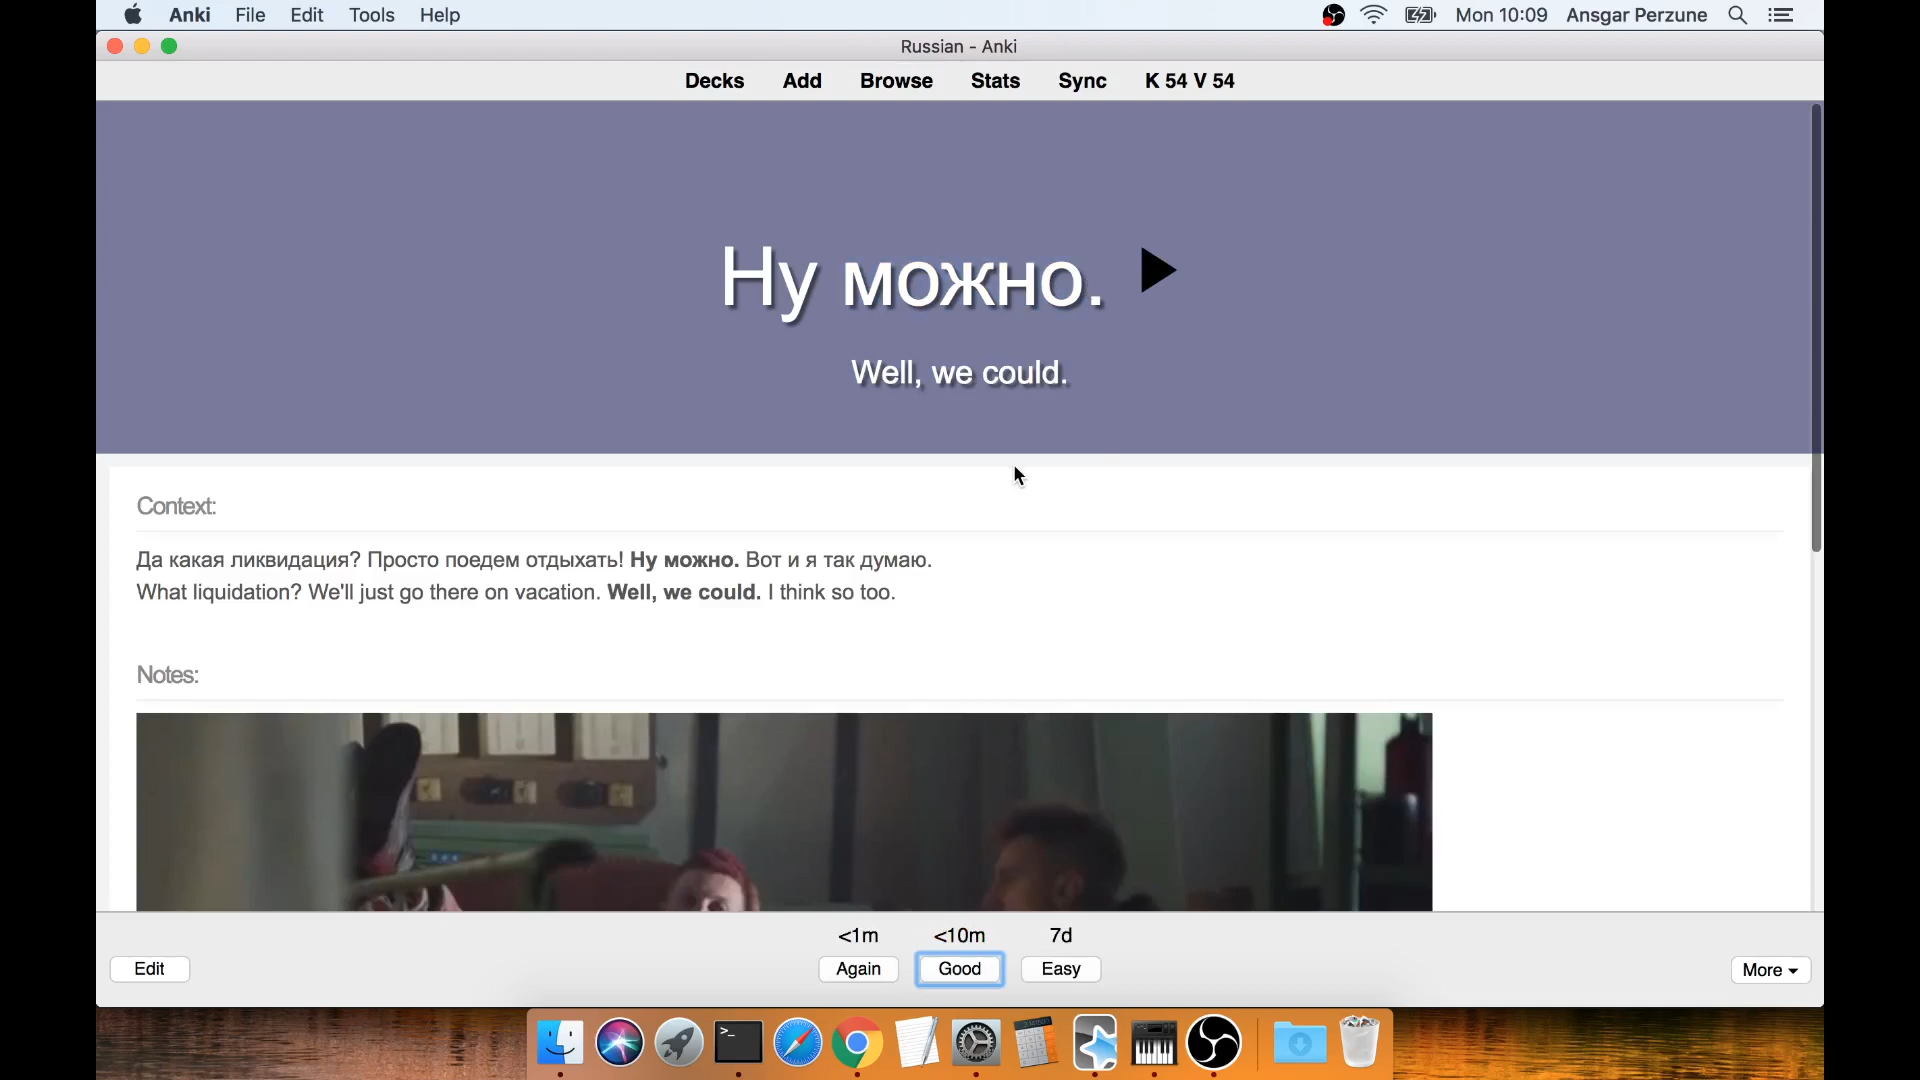 Anki File Edit Tools Help Mon 10:09 Ansgar Perzune
Russian - Anki
Decks Add Browse Stats Sync K 54 V 54
Ну можно.
Well, we could.
Context:
Да какая ликвидация? Просто поедем отдыхать! Ну можно. Вот и я так думаю.
What liquidation? We'll just go there on vacation. Well, we could. I think so too.
Notes:
<1m <10m 7d
Edit Again Good Easy More